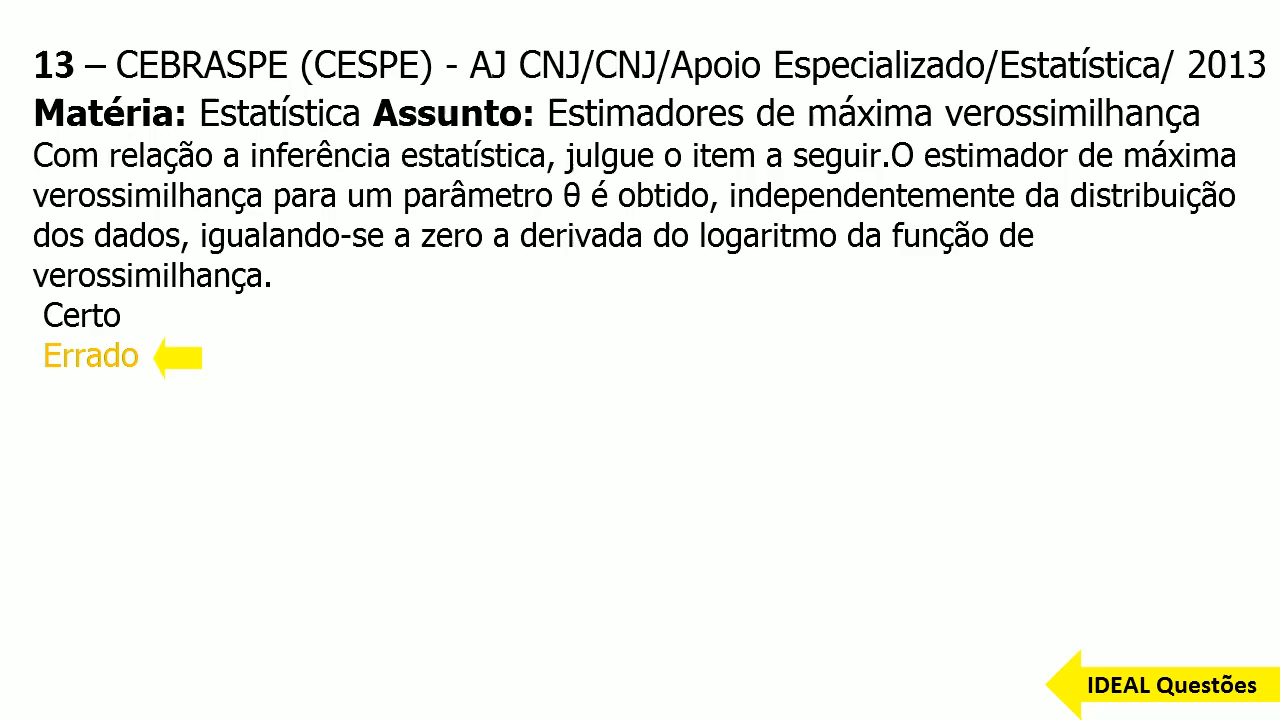 13 – CEBRASPE (CESPE) - AJ CNJ/CNJ/Apoio Especializado/Estatística/ 2013
Matéria: Estatística Assunto: Estimadores de máxima verossimilhança
Com relação a inferência estatística, julgue o item a seguir.O estimador de máxima
verossimilhança para um parâmetro θ é obtido, independentemente da distribuição
dos dados, igualando-se a zero a derivada do logaritmo da função de
verossimilhança.
Certo
Errado
IDEAL Questões